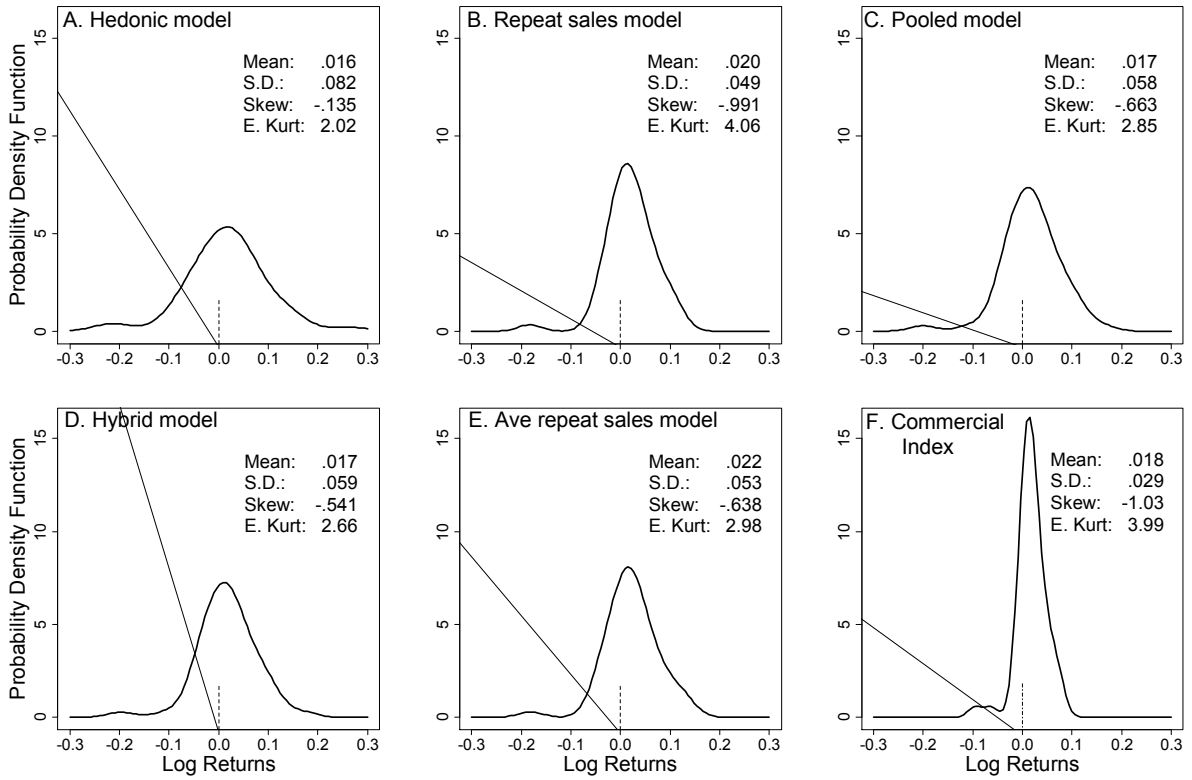 A. Hedonic model
Mean: .016
S.D.: .082
Skew: -.135
E. Kurt: 2.02
Probability Density Function
0 5 10 15
-0.3 -0.2 -0.1 0.0 0.1 0.2 0.3
B. Repeat sales model
Mean: .020
S.D.: .049
Skew: -.991
E. Kurt: 4.06
0 5 10 15
-0.3 -0.2 -0.1 0.0 0.1 0.2 0.3
C. Pooled model
Mean: .017
S.D.: .058
Skew: -.663
E. Kurt: 2.85
0 5 10 15
-0.3 -0.2 -0.1 0.0 0.1 0.2 0.3
D. Hybrid model
Mean: .017
S.D.: .059
Skew: -.541
E. Kurt: 2.66
Probability Density Function
0 5 10 15
-0.3 -0.2 -0.1 0.0 0.1 0.2 0.3
Log Returns
E. Ave repeat sales model
Mean: .022
S.D.: .053
Skew: -.638
E. Kurt: 2.98
0 5 10 15
-0.3 -0.2 -0.1 0.0 0.1 0.2 0.3
Log Returns
F. Commercial
Index
Mean: .018
S.D.: .029
Skew: -1.03
E. Kurt: 3.99
0 5 10 15
-0.3 -0.2 -0.1 0.0 0.1 0.2 0.3
Log Returns